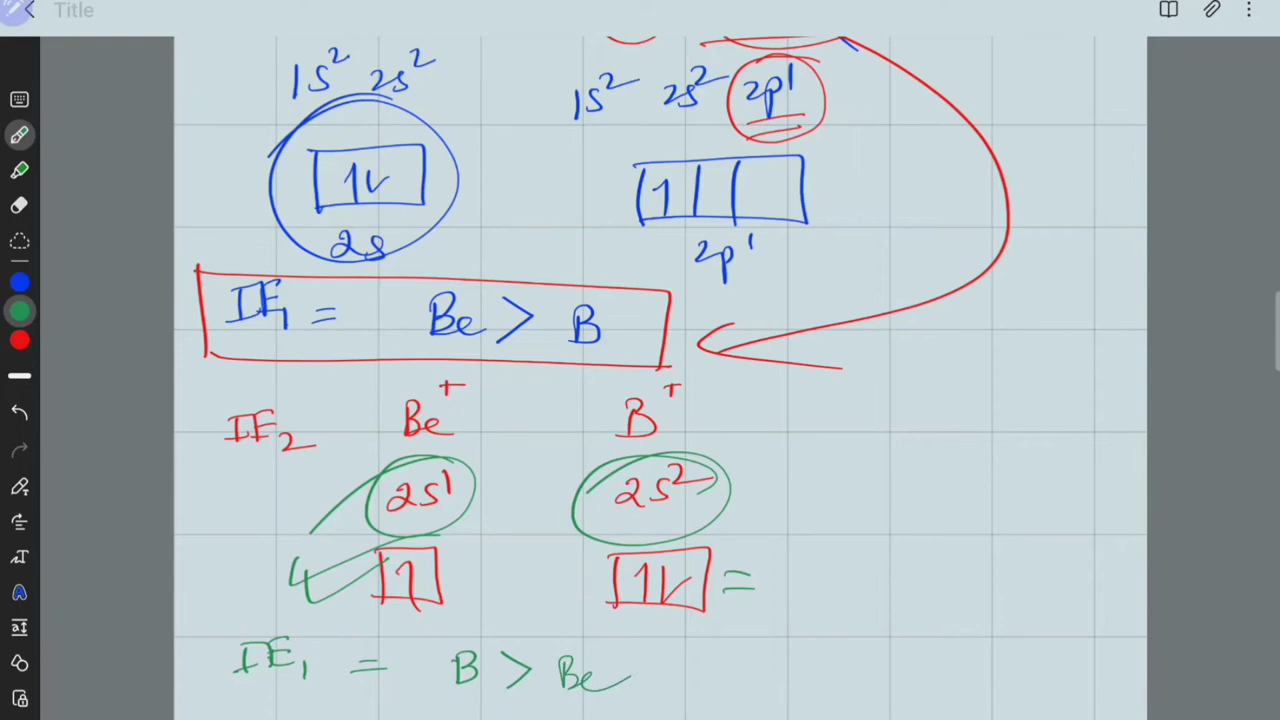 Title
1s² 2s² 1s² 2s² 2p¹
1↓ 1
2s 2p¹
IE₁ = Be > B
IE₂ Be⁺ B⁺
2s¹ 2s²
1 1↓ =
IE₁ = B > Be